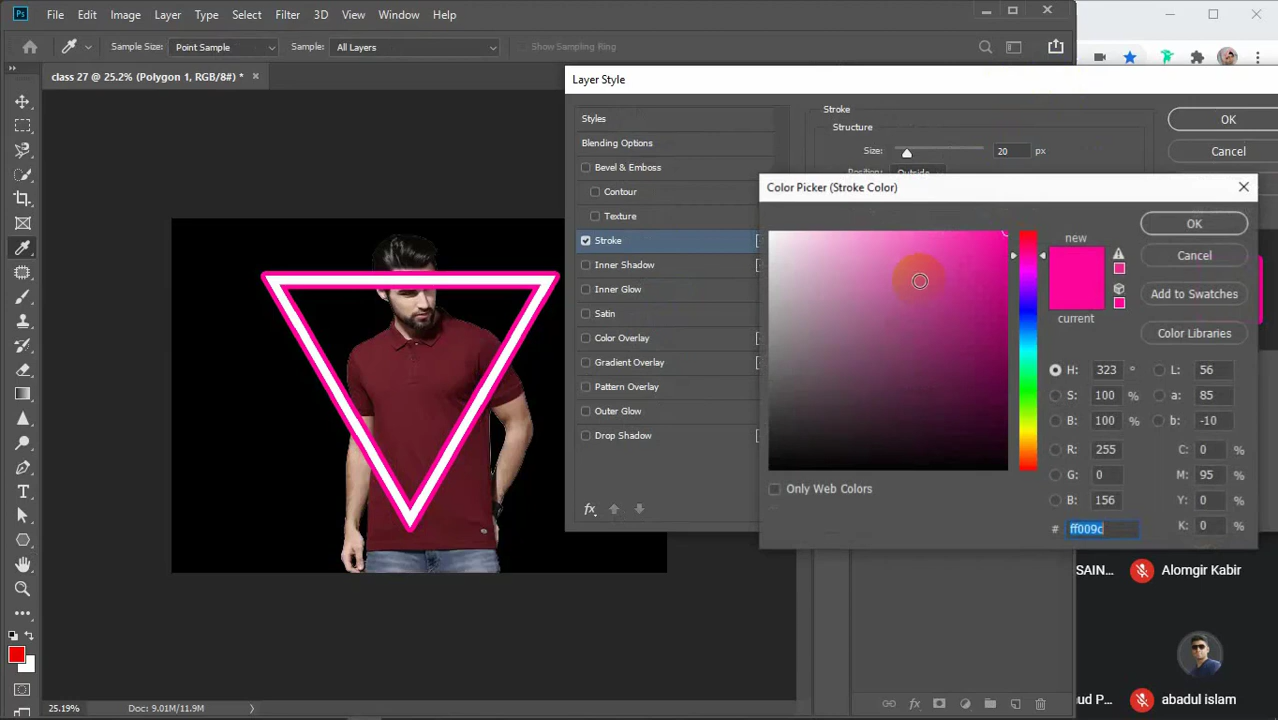 Ps File Edit Image Layer Type Select Filter 3D View Window Help
Sample Size: Point Sample Sample: All Layers Show Sampling Ring
class 27 @ 25.2% (Polygon 1, RGB/8#) * ×
Layer Style
Styles
Blending Options
Bevel & Emboss
Contour
Texture
Stroke
Inner Shadow
Inner Glow
Satin
Color Overlay
Gradient Overlay
Pattern Overlay
Outer Glow
Drop Shadow
fx
Stroke
Structure
Size: 20 px
Position: Outside
OK
Cancel
Color Picker (Stroke Color)
new
current
OK
Cancel
Add to Swatches
Color Libraries
H: 323 ° L: 56
S: 100 % a: 85
B: 100 % b: -10
R: 255 C: 0 %
G: 0 M: 95 %
B: 156 Y: 0 %
# ff009c K: 0 %
Only Web Colors
SAIN... Alomgir Kabir
ud P... abadul islam
25.19% Doc: 9.01M/11.9M
fx